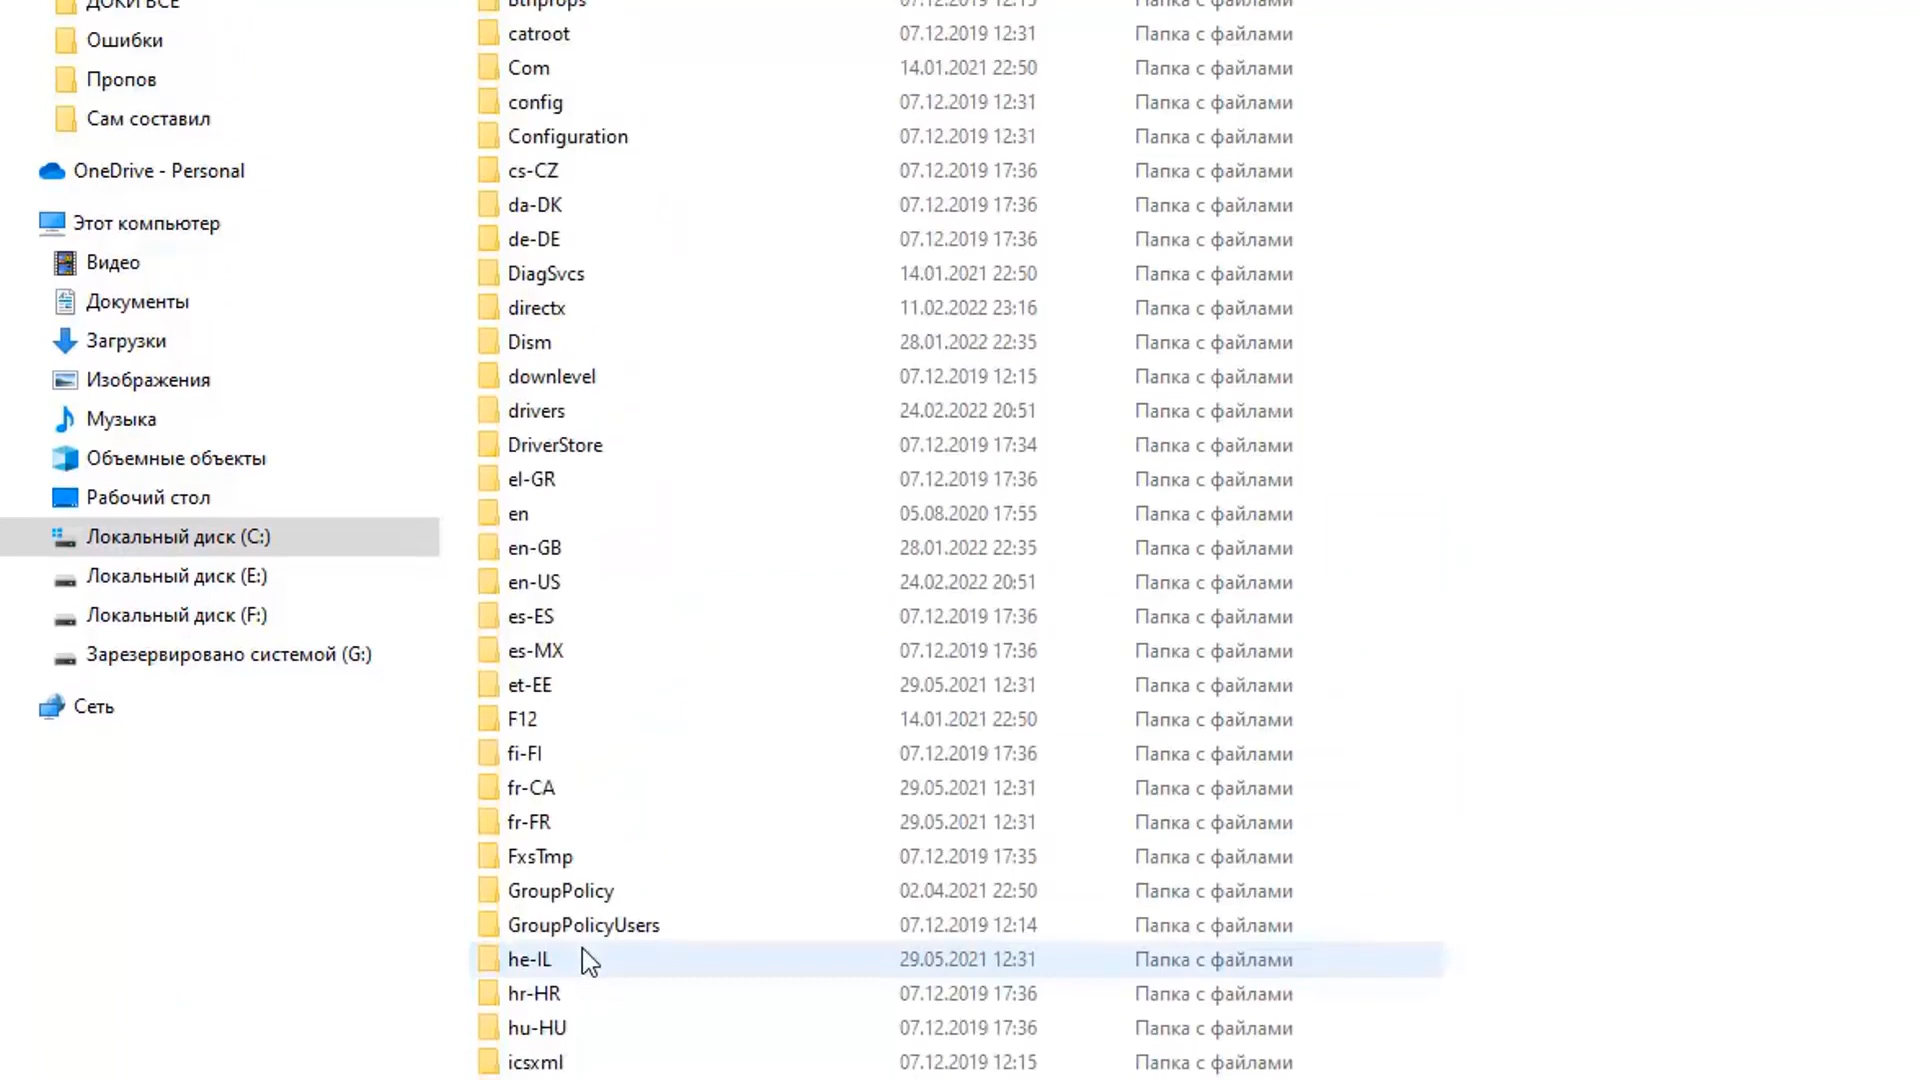 ДОКИ ВСЕ
Ошибки
Пропов
Сам составил
OneDrive - Personal
Этот компьютер
Видео
Документы
Загрузки
Изображения
Музыка
Объемные объекты
Рабочий стол
Локальный диск (C:)
Локальный диск (E:)
Локальный диск (F:)
Зарезервировано системой (G:)
Сеть
bthprops 07.12.2019 12:15 Папка с файлами
catroot 07.12.2019 12:31 Папка с файлами
Com 14.01.2021 22:50 Папка с файлами
config 07.12.2019 12:31 Папка с файлами
Configuration 07.12.2019 12:31 Папка с файлами
cs-CZ 07.12.2019 17:36 Папка с файлами
da-DK 07.12.2019 17:36 Папка с файлами
de-DE 07.12.2019 17:36 Папка с файлами
DiagSvcs 14.01.2021 22:50 Папка с файлами
directx 11.02.2022 23:16 Папка с файлами
Dism 28.01.2022 22:35 Папка с файлами
downlevel 07.12.2019 12:15 Папка с файлами
drivers 24.02.2022 20:51 Папка с файлами
DriverStore 07.12.2019 17:34 Папка с файлами
el-GR 07.12.2019 17:36 Папка с файлами
en 05.08.2020 17:55 Папка с файлами
en-GB 28.01.2022 22:35 Папка с файлами
en-US 24.02.2022 20:51 Папка с файлами
es-ES 07.12.2019 17:36 Папка с файлами
es-MX 07.12.2019 17:36 Папка с файлами
et-EE 29.05.2021 12:31 Папка с файлами
F12 14.01.2021 22:50 Папка с файлами
fi-FI 07.12.2019 17:36 Папка с файлами
fr-CA 29.05.2021 12:31 Папка с файлами
fr-FR 29.05.2021 12:31 Папка с файлами
FxsTmp 07.12.2019 17:35 Папка с файлами
GroupPolicy 02.04.2021 22:50 Папка с файлами
GroupPolicyUsers 07.12.2019 12:14 Папка с файлами
he-IL 29.05.2021 12:31 Папка с файлами
hr-HR 07.12.2019 17:36 Папка с файлами
hu-HU 07.12.2019 17:36 Папка с файлами
icsxml 07.12.2019 12:15 Папка с файлами